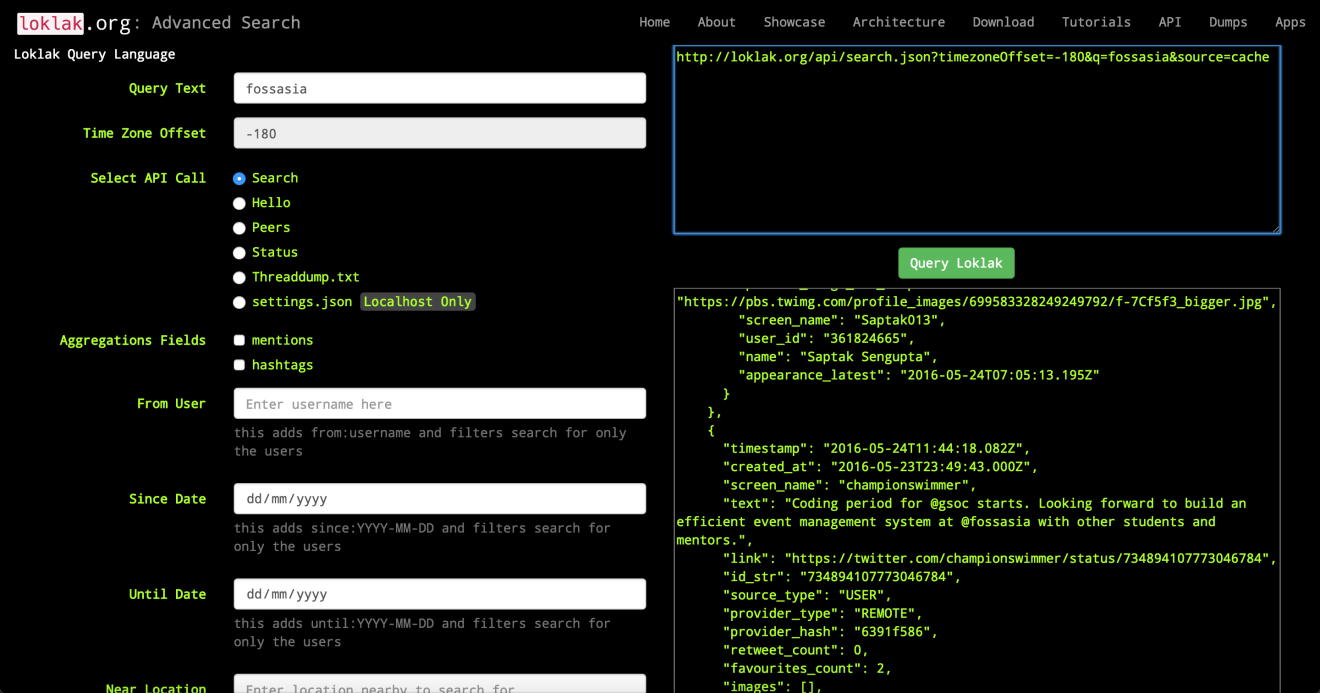 loklak.org: Advanced Search
Home About Showcase Architecture Download Tutorials API Dumps Apps
Loklak Query Language
Query Text fossasia
Time Zone Offset -180
Select API Call
Search
Hello
Peers
Status
Threaddump.txt
settings.json Localhost Only
Aggregations Fields
mentions
hashtags
From User Enter username here
this adds from:username and filters search for only
the users
Since Date dd/mm/yyyy
this adds since:YYYY-MM-DD and filters search for
only the users
Until Date dd/mm/yyyy
this adds until:YYYY-MM-DD and filters search for
only the users
Near Location Enter location nearby to search for
http://loklak.org/api/search.json?timezoneOffset=-180&q=fossasia&source=cache
Query Loklak
"https://pbs.twimg.com/profile_images/699583328249249792/f-7Cf5f3_bigger.jpg",
"screen_name": "Saptak013",
"user_id": "361824665",
"name": "Saptak Sengupta",
"appearance_latest": "2016-05-24T07:05:13.195Z"
}
},
{
"timestamp": "2016-05-24T11:44:18.082Z",
"created_at": "2016-05-23T23:49:43.000Z",
"screen_name": "championswimmer",
"text": "Coding period for @gsoc starts. Looking forward to build an
efficient event management system at @fossasia with other students and
mentors.",
"link": "https://twitter.com/championswimmer/status/734894107773046784",
"id_str": "734894107773046784",
"source_type": "USER",
"provider_type": "REMOTE",
"provider_hash": "6391f586",
"retweet_count": 0,
"favourites_count": 2,
"images": [],